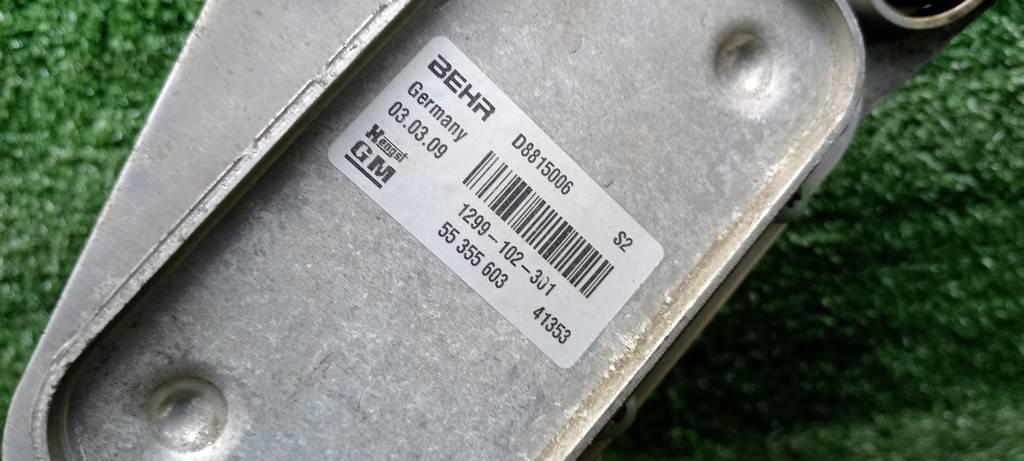 BEHR
Germany D8815006
03.03.09 S2
Hengst
GM
1299-102-301
55 355 603 41353